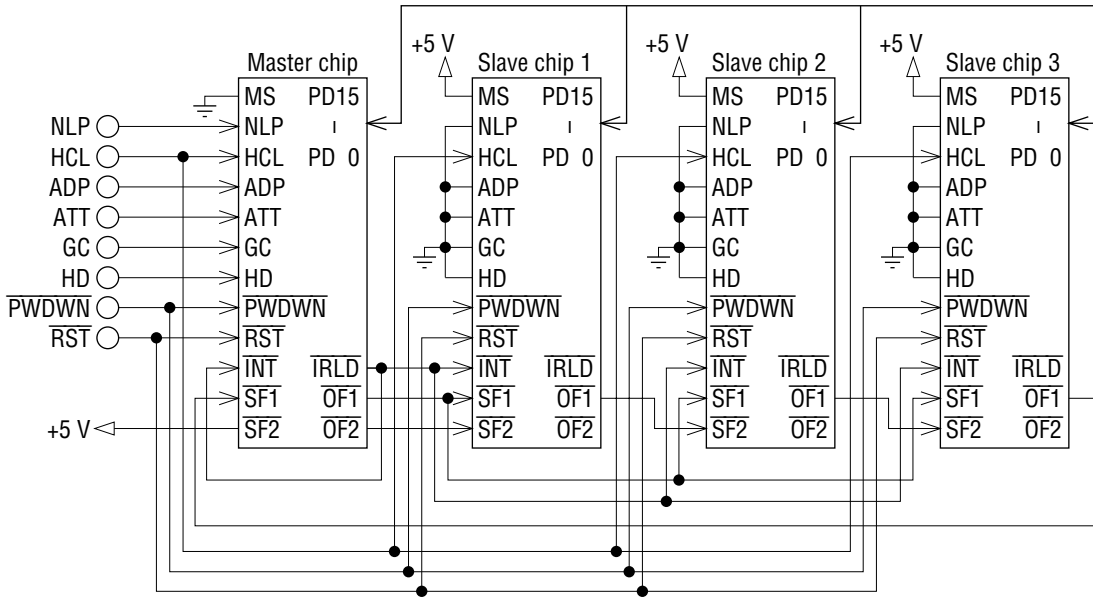 +5 V +5 V +5 V
Master chip Slave chip 1 Slave chip 2 Slave chip 3
MS PD15 MS PD15 MS PD15 MS PD15
NLP NLP NLP NLP NLP
HCL HCL PD 0 HCL PD 0 HCL PD 0 HCL PD 0
ADP ADP ADP ADP ADP
ATT ATT ATT ATT ATT
GC GC GC GC GC
HD HD HD HD HD
PWDWN PWDWN PWDWN PWDWN PWDWN
RST RST RST RST RST
INT IRLD INT IRLD INT IRLD INT IRLD
SF1 OF1 SF1 OF1 SF1 OF1 SF1 OF1
+5 V SF2 OF2 SF2 OF2 SF2 OF2 SF2 OF2